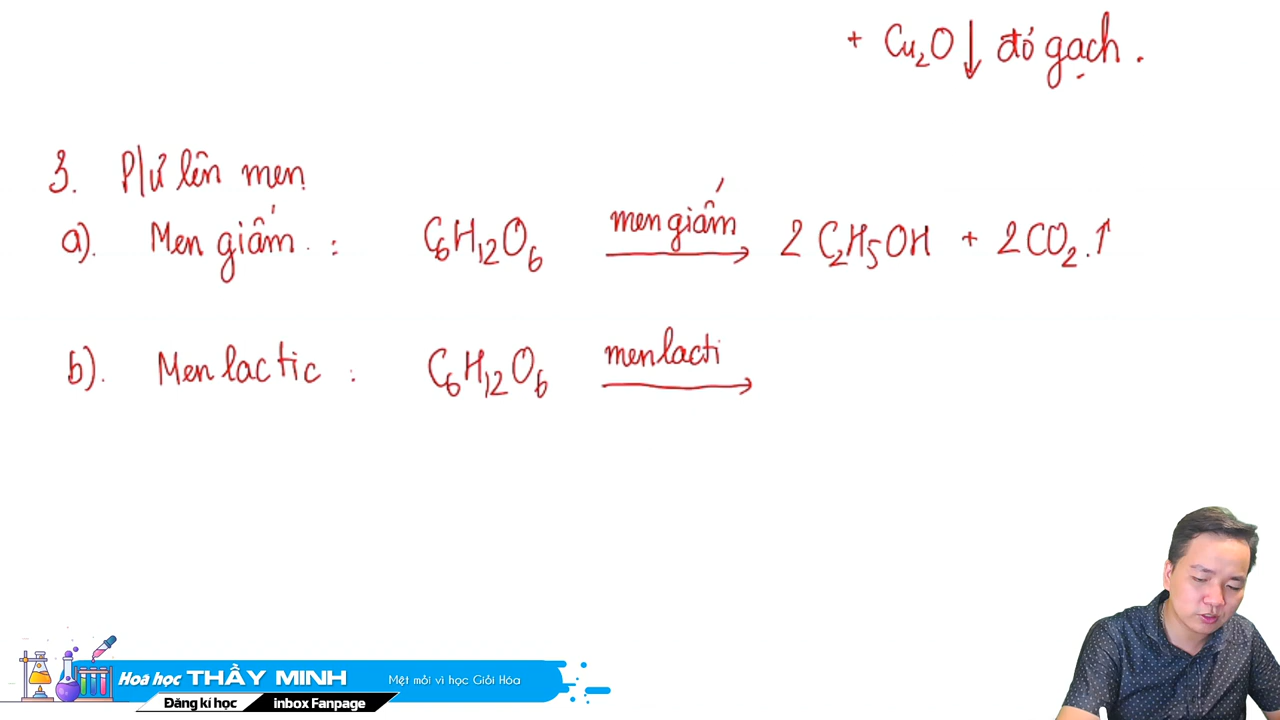 + Cu₂O↓ đỏ gạch.
3. P/ứ lên men
a). Men giấm: C₆H₁₂O₆ men giấm → 2 C₂H₅OH + 2CO₂.↑
b). Men lactic: C₆H₁₂O₆ men lacti →
Hoá học THẦY MINH
Mệt mỏi vì học Giỏi Hóa
Đăng kí học inbox Fanpage